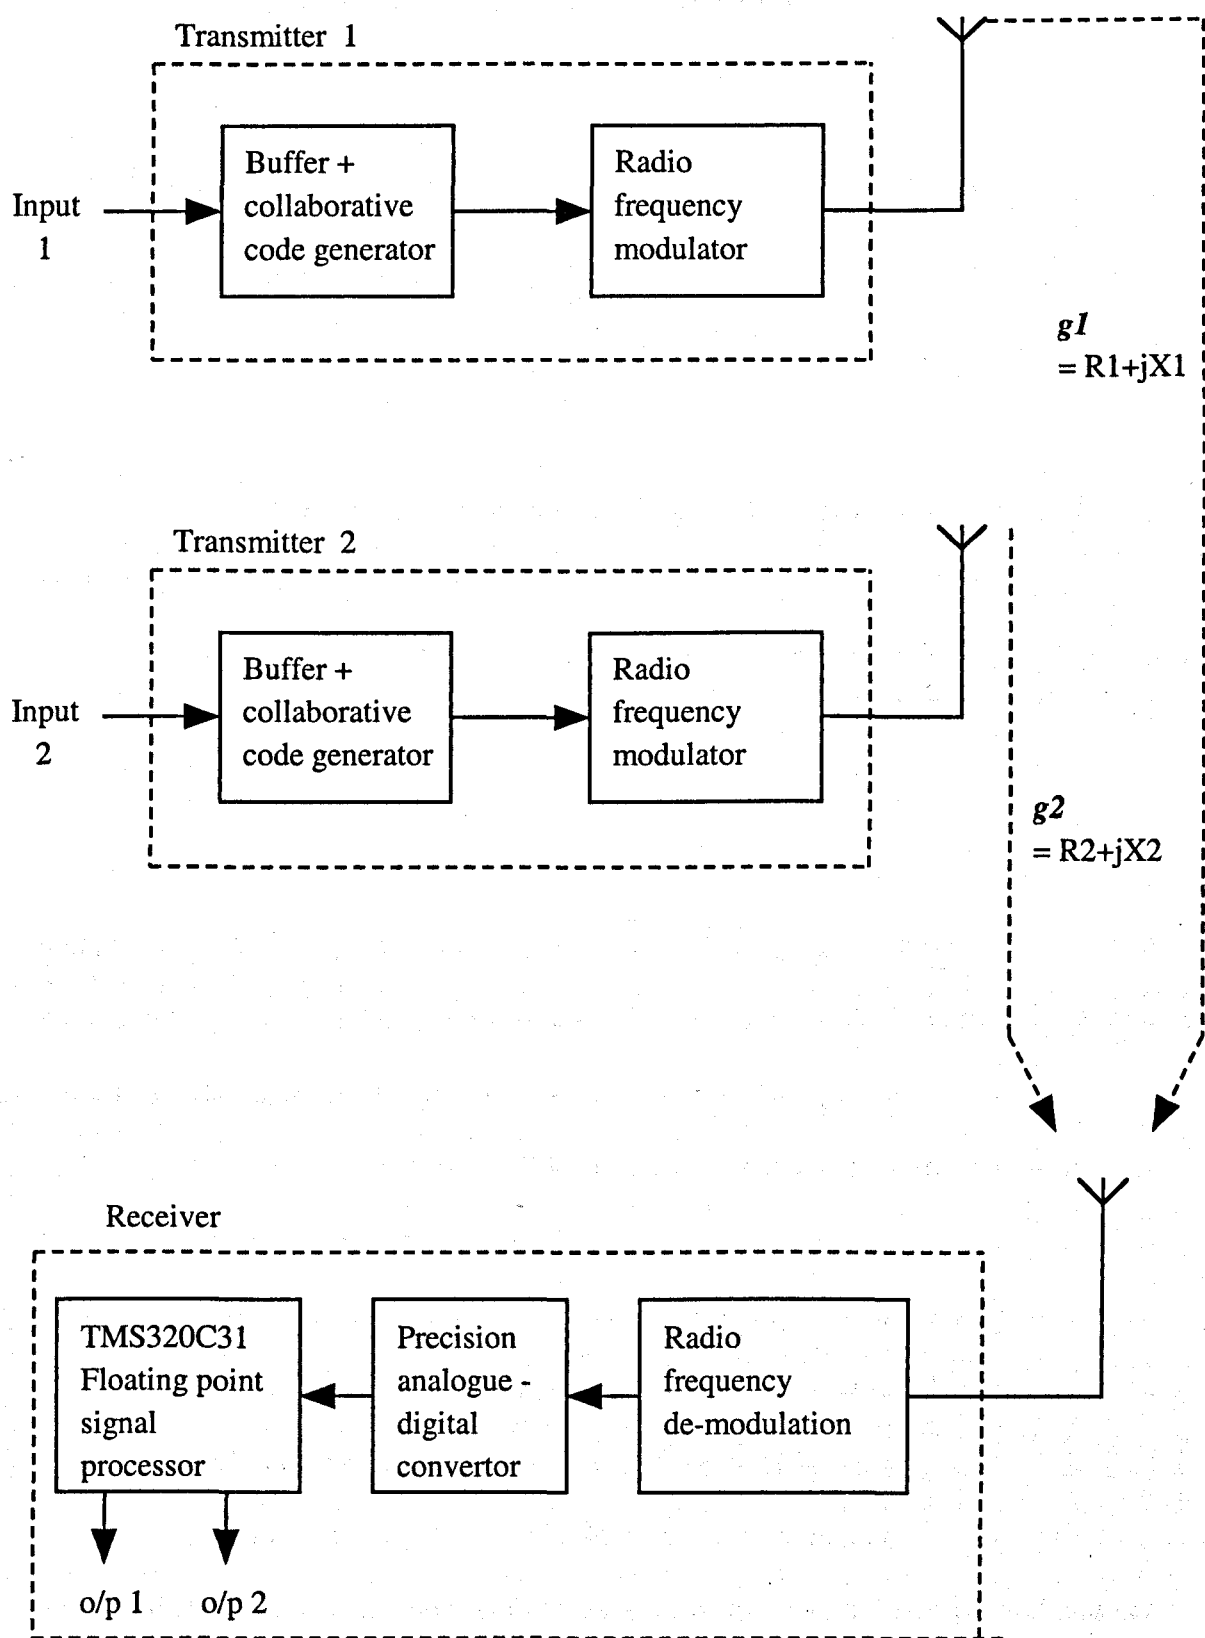 Transmitter 1
Input
1
Buffer +
collaborative
code generator
Radio
frequency
modulator
g1
= R1+jX1
Transmitter 2
Input
2
Buffer +
collaborative
code generator
Radio
frequency
modulator
g2
= R2+jX2
Receiver
TMS320C31
Floating point
signal
processor
Precision
analogue -
digital
convertor
Radio
frequency
de-modulation
o/p 1
o/p 2